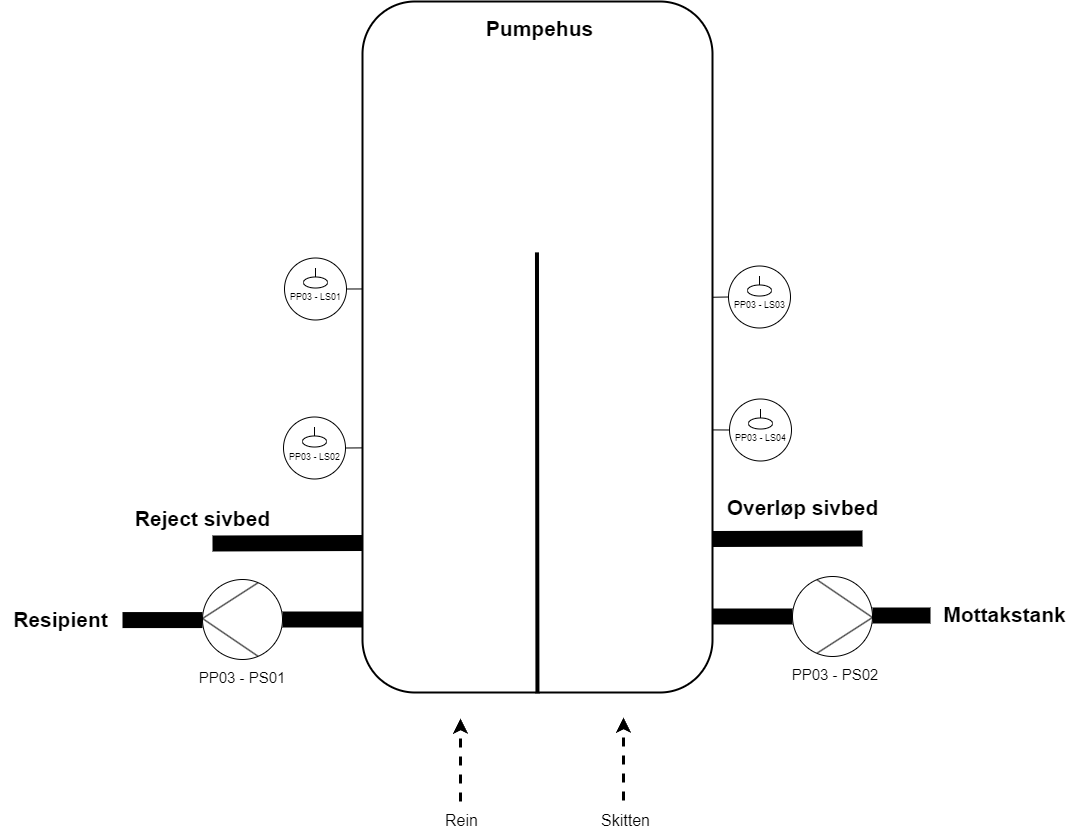 Pumpehus
PP03 - LS01
PP03 - LS03
PP03 - LS02
PP03 - LS04
Reject sivbed
Overløp sivbed
Resipient
Mottakstank
PP03 - PS01
PP03 - PS02
Rein
Skitten